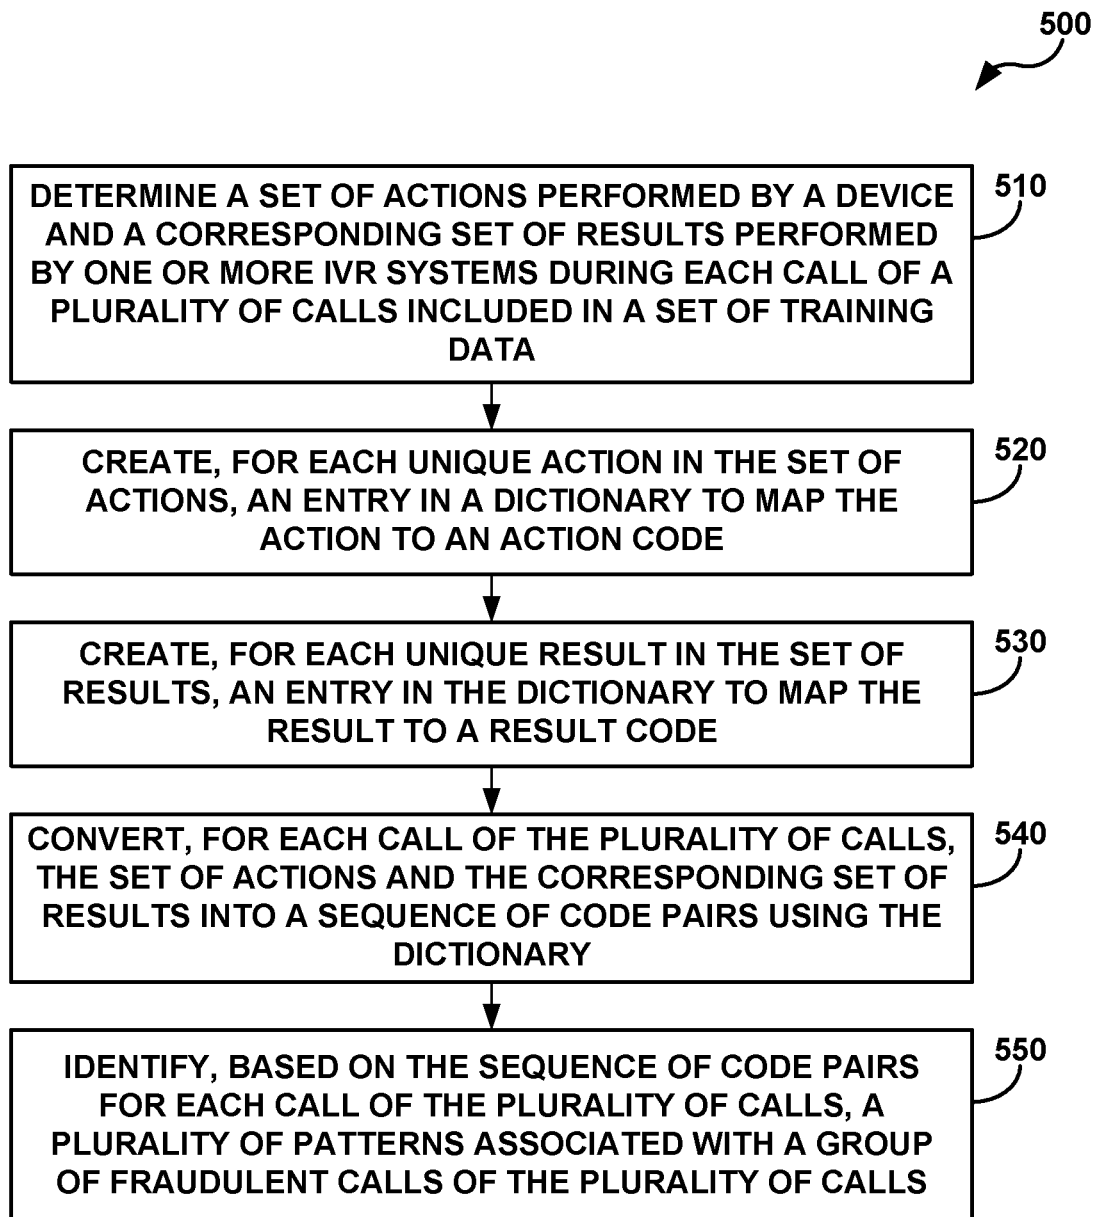 500
510
DETERMINE A SET OF ACTIONS PERFORMED BY A DEVICE
AND A CORRESPONDING SET OF RESULTS PERFORMED
BY ONE OR MORE IVR SYSTEMS DURING EACH CALL OF A
PLURALITY OF CALLS INCLUDED IN A SET OF TRAINING
DATA
520
CREATE, FOR EACH UNIQUE ACTION IN THE SET OF
ACTIONS, AN ENTRY IN A DICTIONARY TO MAP THE
ACTION TO AN ACTION CODE
530
CREATE, FOR EACH UNIQUE RESULT IN THE SET OF
RESULTS, AN ENTRY IN THE DICTIONARY TO MAP THE
RESULT TO A RESULT CODE
540
CONVERT, FOR EACH CALL OF THE PLURALITY OF CALLS,
THE SET OF ACTIONS AND THE CORRESPONDING SET OF
RESULTS INTO A SEQUENCE OF CODE PAIRS USING THE
DICTIONARY
550
IDENTIFY, BASED ON THE SEQUENCE OF CODE PAIRS
FOR EACH CALL OF THE PLURALITY OF CALLS, A
PLURALITY OF PATTERNS ASSOCIATED WITH A GROUP
OF FRAUDULENT CALLS OF THE PLURALITY OF CALLS